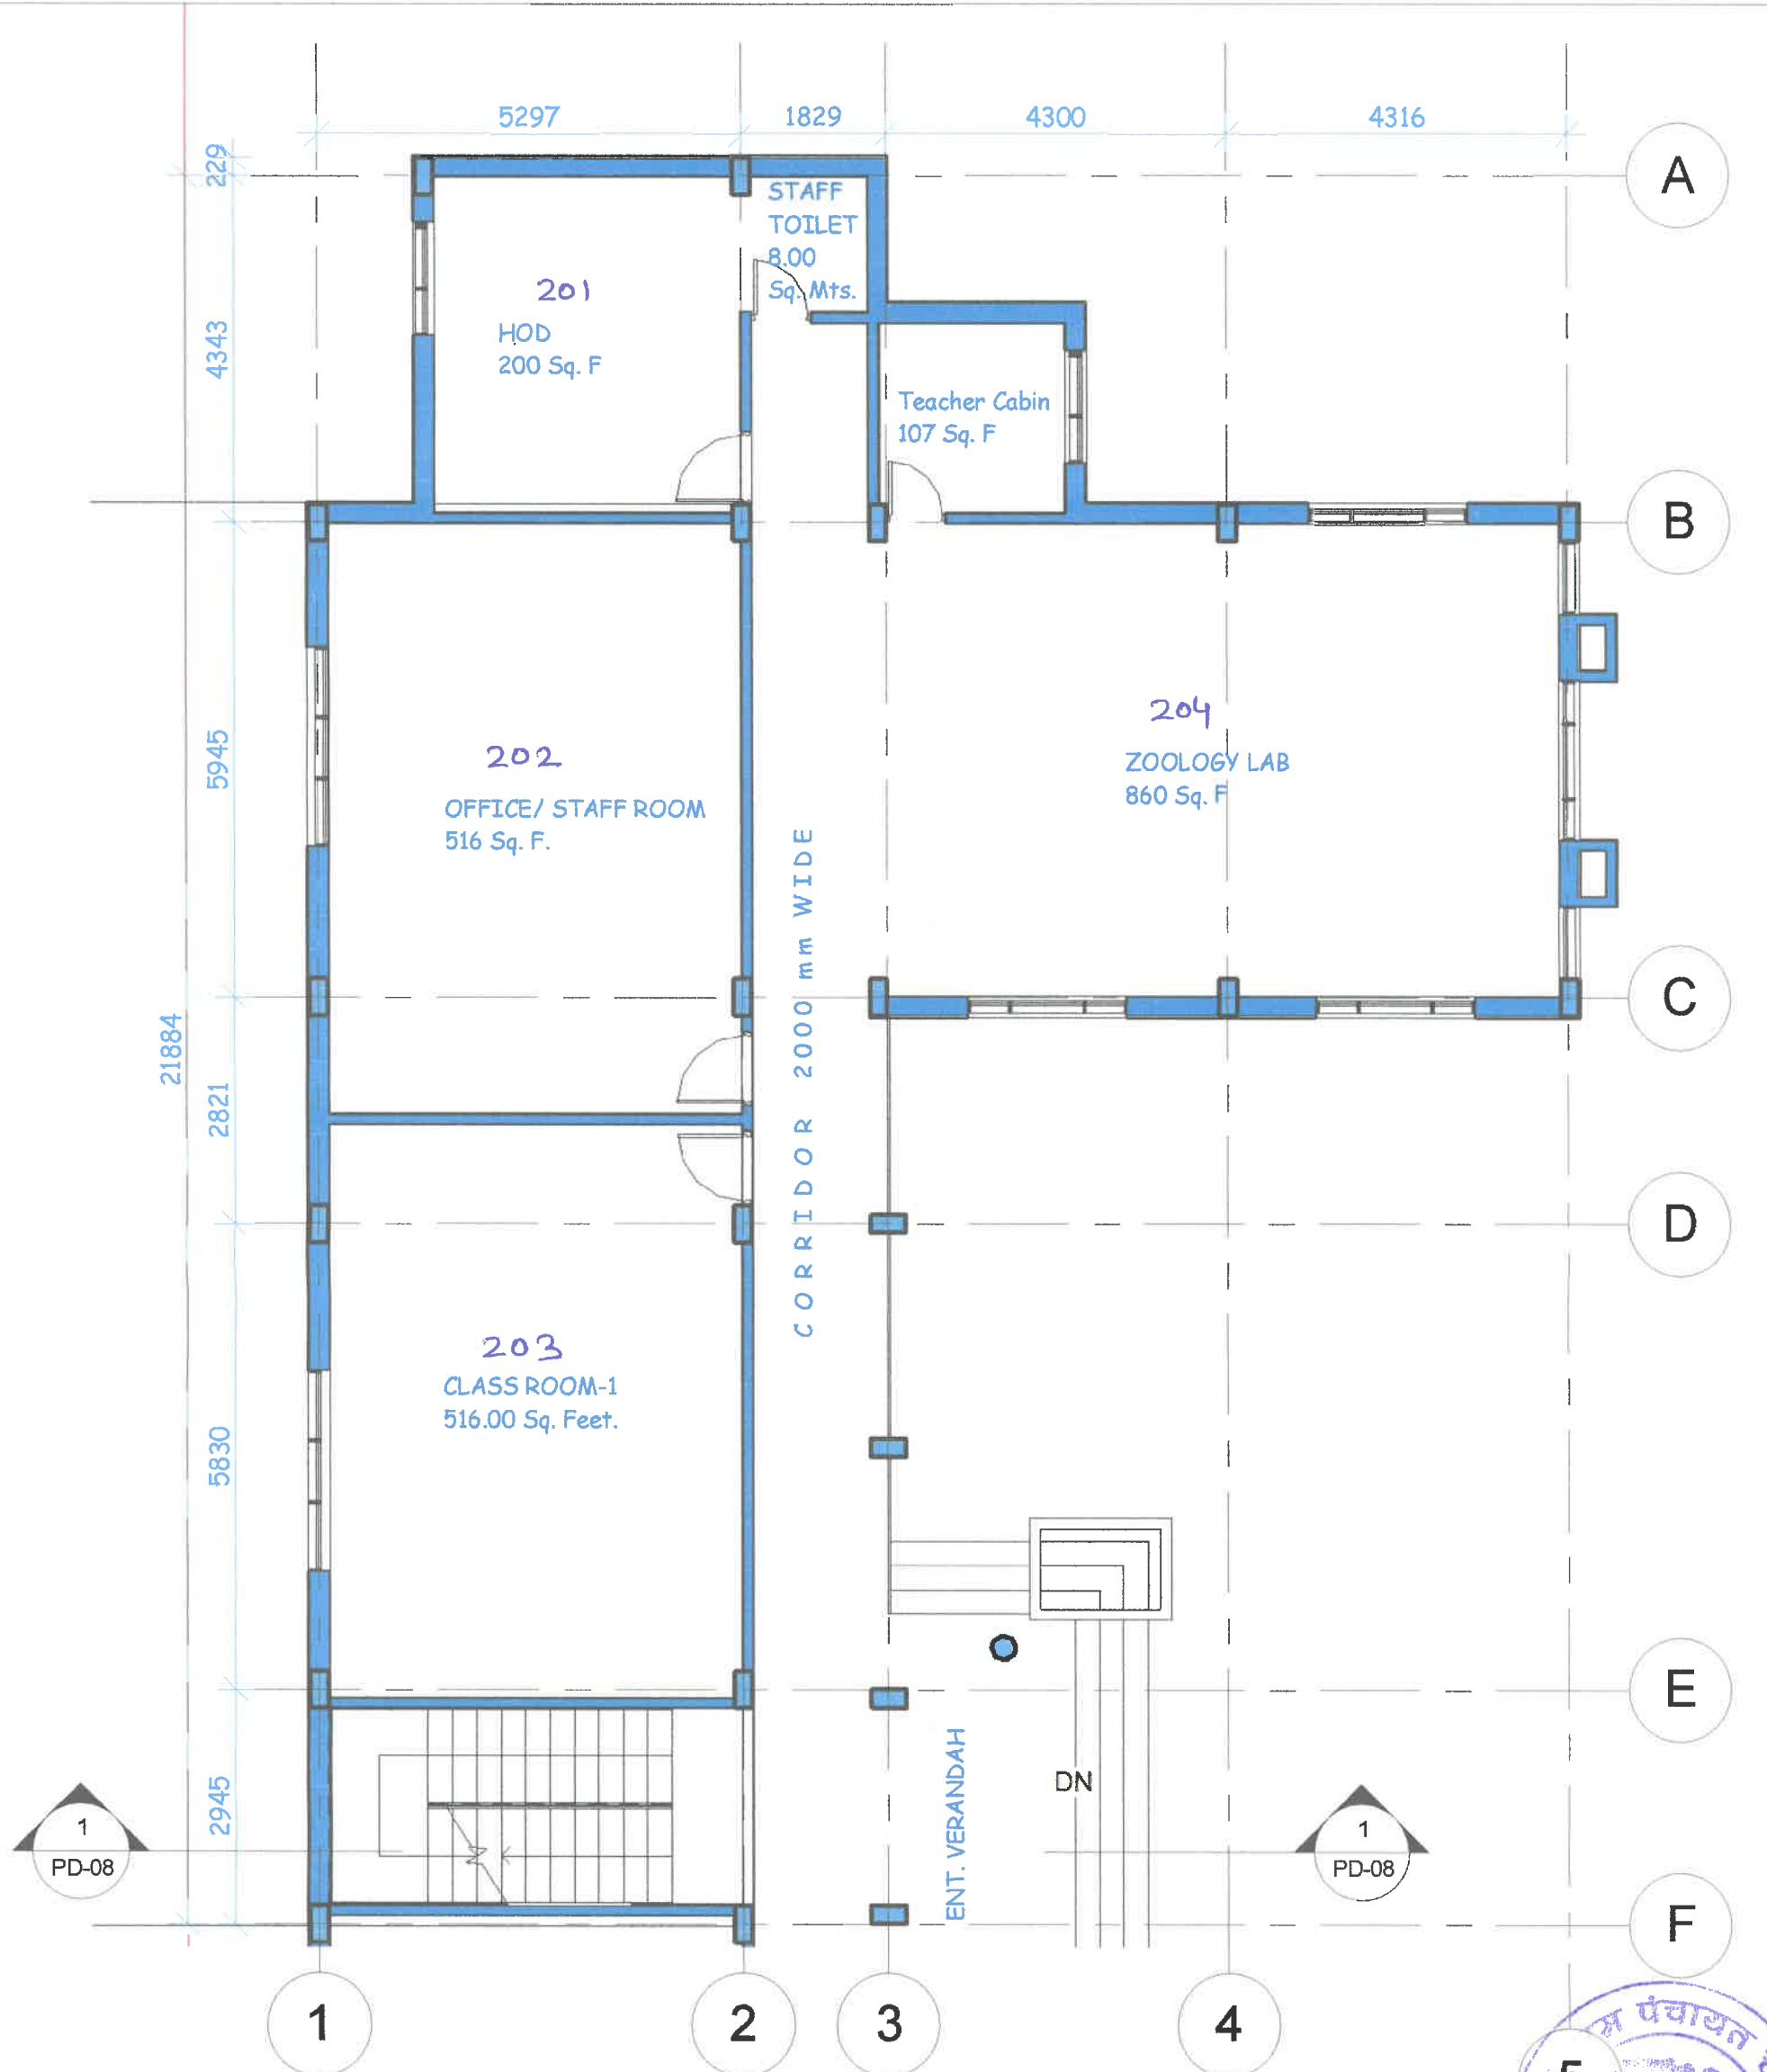 5297
1829
4300
4316
229
A
STAFF
TOILET
8.00
Sq. Mts.
201
HOD
200 Sq. F
4343
Teacher Cabin
107 Sq. F
B
5945
202
OFFICE/ STAFF ROOM
516 Sq. F.
204
ZOOLOGY LAB
860 Sq. F
CORRIDOR 2000 mm WIDE
C
21884
2821
D
203
CLASS ROOM-1
516.00 Sq. Feet.
5830
E
2945
ENT. VERANDAH
DN
1
PD-08
1
PD-08
F
1
2
3
4
5
पंचायत